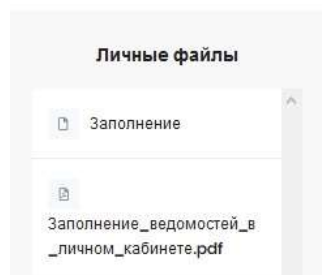 Личные файлы
Заполнение
Заполнение_ведомостей_в
_личном_кабинете.pdf